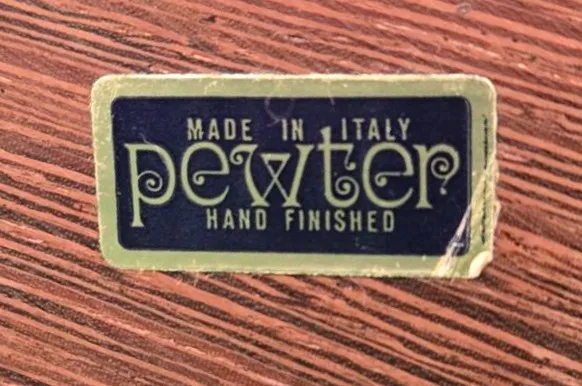 MADE IN ITALY
pewter
HAND FINISHED